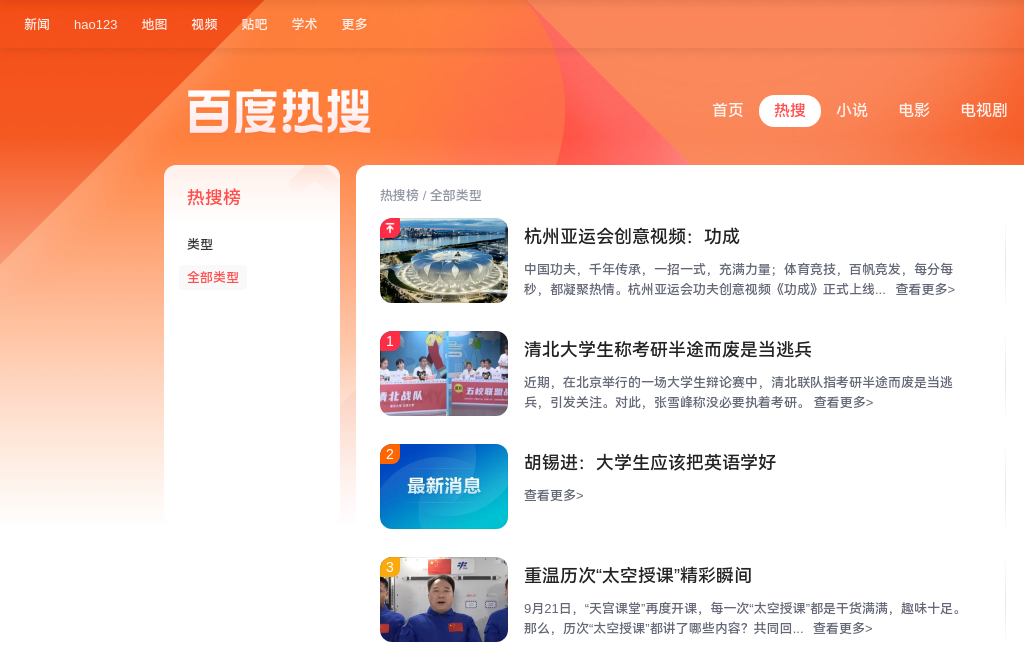 新闻 hao123 地图 视频 贴吧 学术 更多
百度热搜
首页 热搜 小说 电影 电视剧
热搜榜
类型
全部类型
热搜榜 / 全部类型
杭州亚运会创意视频：功成
中国功夫，千年传承，一招一式，充满力量；体育竞技，百帆竞发，每分每
秒，都凝聚热情。杭州亚运会功夫创意视频《功成》正式上线... 查看更多>
1
清北战队
五校联盟战
清北大学生称考研半途而废是当逃兵
近期，在北京举行的一场大学生辩论赛中，清北联队指考研半途而废是当逃
兵，引发关注。对此，张雪峰称没必要执着考研。 查看更多>
2
最新消息
胡锡进：大学生应该把英语学好
查看更多>
3
重温历次“太空授课”精彩瞬间
9月21日，“天宫课堂”再度开课，每一次“太空授课”都是干货满满，趣味十足。
那么，历次“太空授课”都讲了哪些内容？共同回... 查看更多>